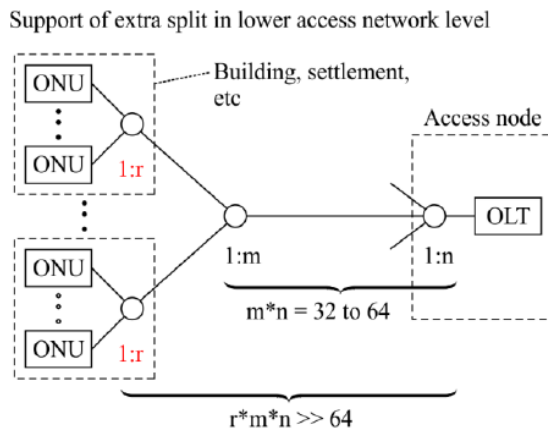 Support of extra split in lower access network level
ONU
Building, settlement,
etc
ONU
1:r
Access node
OLT
1:m
1:n
ONU
m*n = 32 to 64
ONU
1:r
r*m*n >> 64